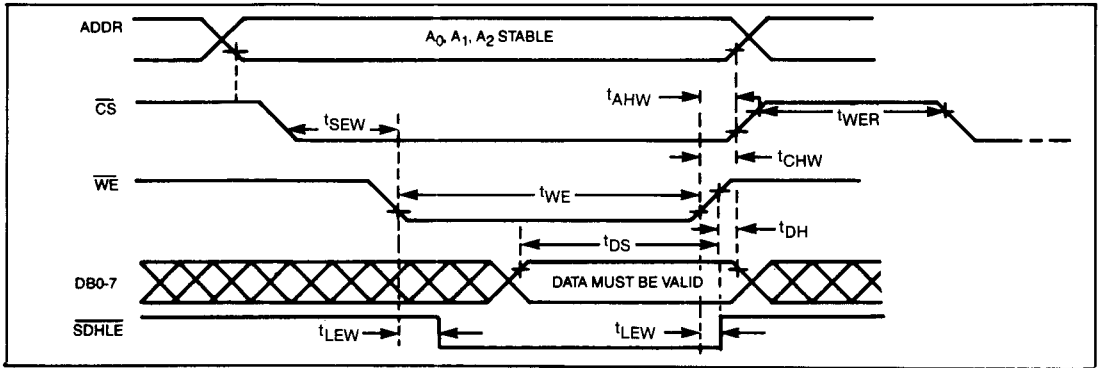 ADDR
A0, A1, A2 STABLE
CS
tSEW
tAHW
tWER
tCHW
WE
tWE
tDS
tDH
DB0-7
DATA MUST BE VALID
SDHLE
tLEW
tLEW